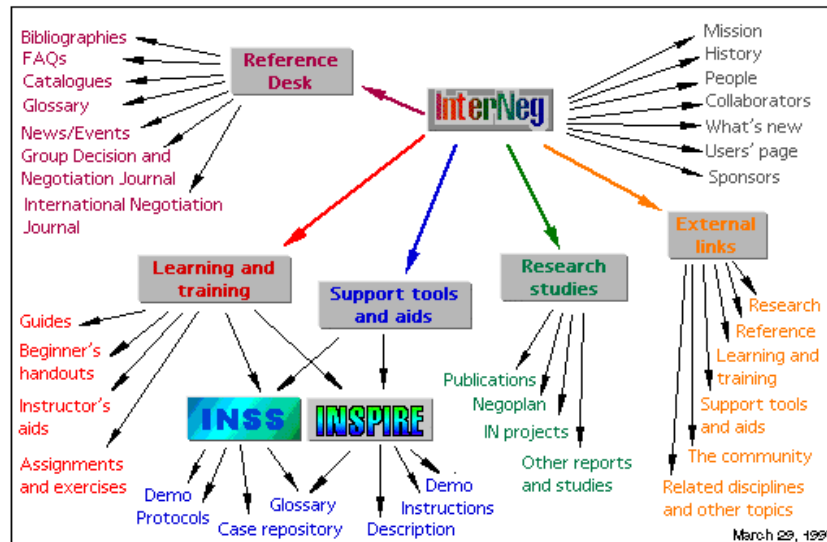 Bibliographies
FAQs
Catalogues
Glossary
News/Events
Group Decision and
Negotiation Journal
International Negotiation
Journal
Reference
Desk
InterNeg
Mission
History
People
Collaborators
What's new
Users' page
Sponsors
Learning and
training
Support tools
and aids
Research
studies
External
links
Guides
Beginner's
handouts
Instructor's
aids
Assignments
and exercises
INSS
INSPIRE
Demo
Protocols
Case repository
Glossary
Description
Instructions
Demo
Publications
Negoplan
IN projects
Other reports
and studies
Research
Reference
Learning and
training
Support tools
and aids
The community
Related disciplines
and other topics
March 29,